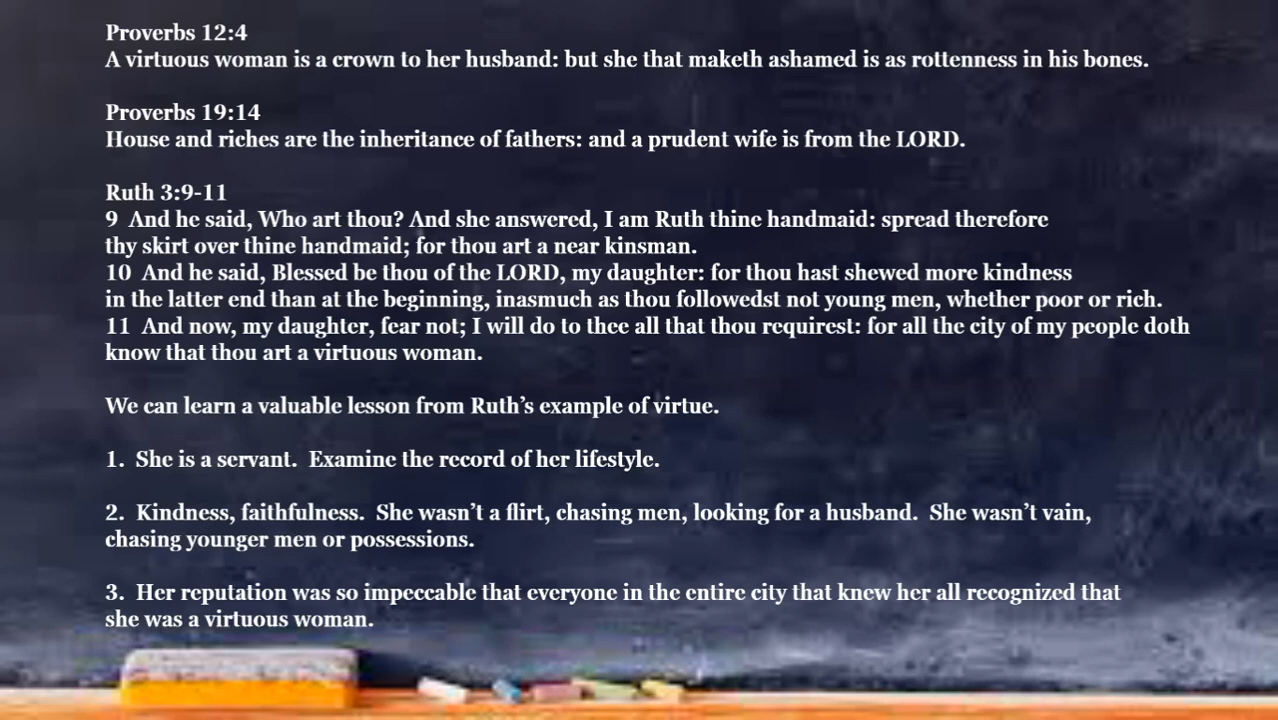 Proverbs 12:4
A virtuous woman is a crown to her husband: but she that maketh ashamed is as rottenness in his bones.
Proverbs 19:14
House and riches are the inheritance of fathers: and a prudent wife is from the LORD.
Ruth 3:9-11
9  And he said, Who art thou? And she answered, I am Ruth thine handmaid: spread therefore
thy skirt over thine handmaid; for thou art a near kinsman.
10  And he said, Blessed be thou of the LORD, my daughter: for thou hast shewed more kindness
in the latter end than at the beginning, inasmuch as thou followedst not young men, whether poor or rich.
11  And now, my daughter, fear not; I will do to thee all that thou requirest: for all the city of my people doth
know that thou art a virtuous woman.
We can learn a valuable lesson from Ruth’s example of virtue.
1.  She is a servant.  Examine the record of her lifestyle.
2.  Kindness, faithfulness.  She wasn’t a flirt, chasing men, looking for a husband.  She wasn’t vain,
chasing younger men or possessions.
3.  Her reputation was so impeccable that everyone in the entire city that knew her all recognized that
she was a virtuous woman.